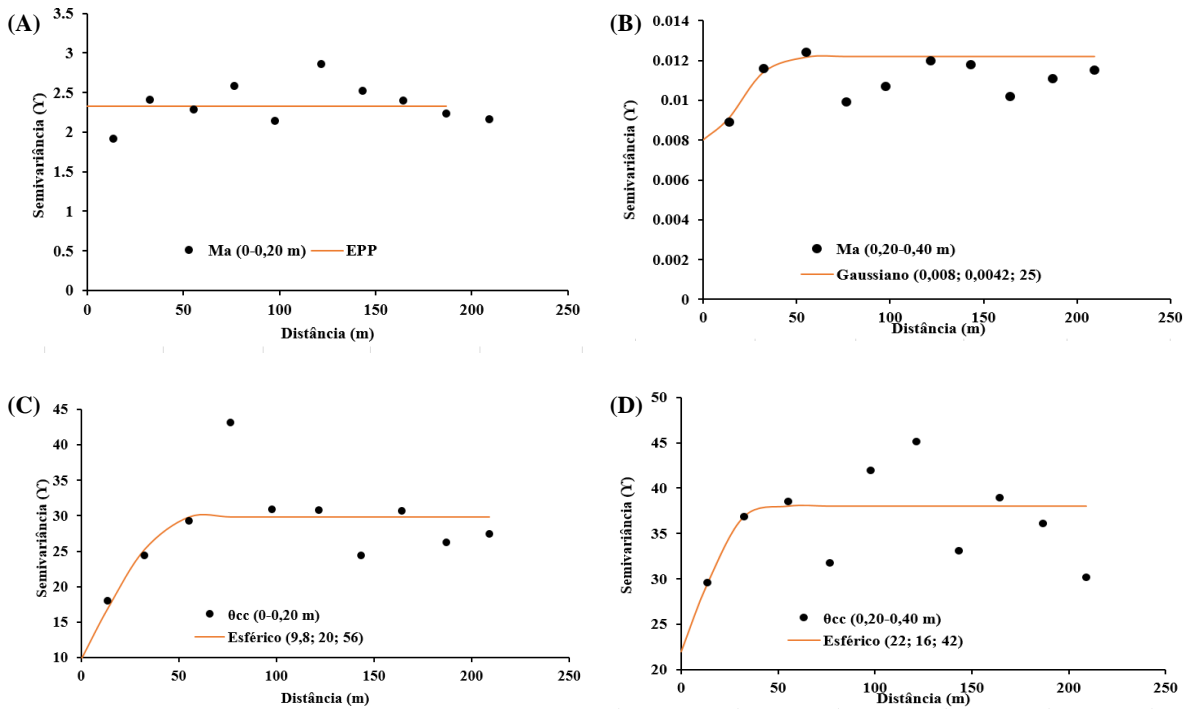 (A)
3.5
3
2.5
2
1.5
1
0.5
0
Semivariância (ϒ)
Ma (0-0,20 m) EPP
0 50 100 150 200 250
Distância (m)
(B)
0.014
0.012
0.01
0.008
0.006
0.004
0.002
0
Semivariância (ϒ)
Ma (0,20-0,40 m)
Gaussiano (0,008; 0,0042; 25)
0 50 100 150 200 250
Distância (m)
(C)
45
40
35
30
25
20
15
10
Semivariância (ϒ)
θcc (0-0,20 m)
Esférico (9,8; 20; 56)
0 50 100 150 200 250
Distância (m)
(D)
50
45
40
35
30
25
20
Semivariância (ϒ)
θcc (0,20-0,40 m)
Esférico (22; 16; 42)
0 50 100 150 200 250
Distância (m)